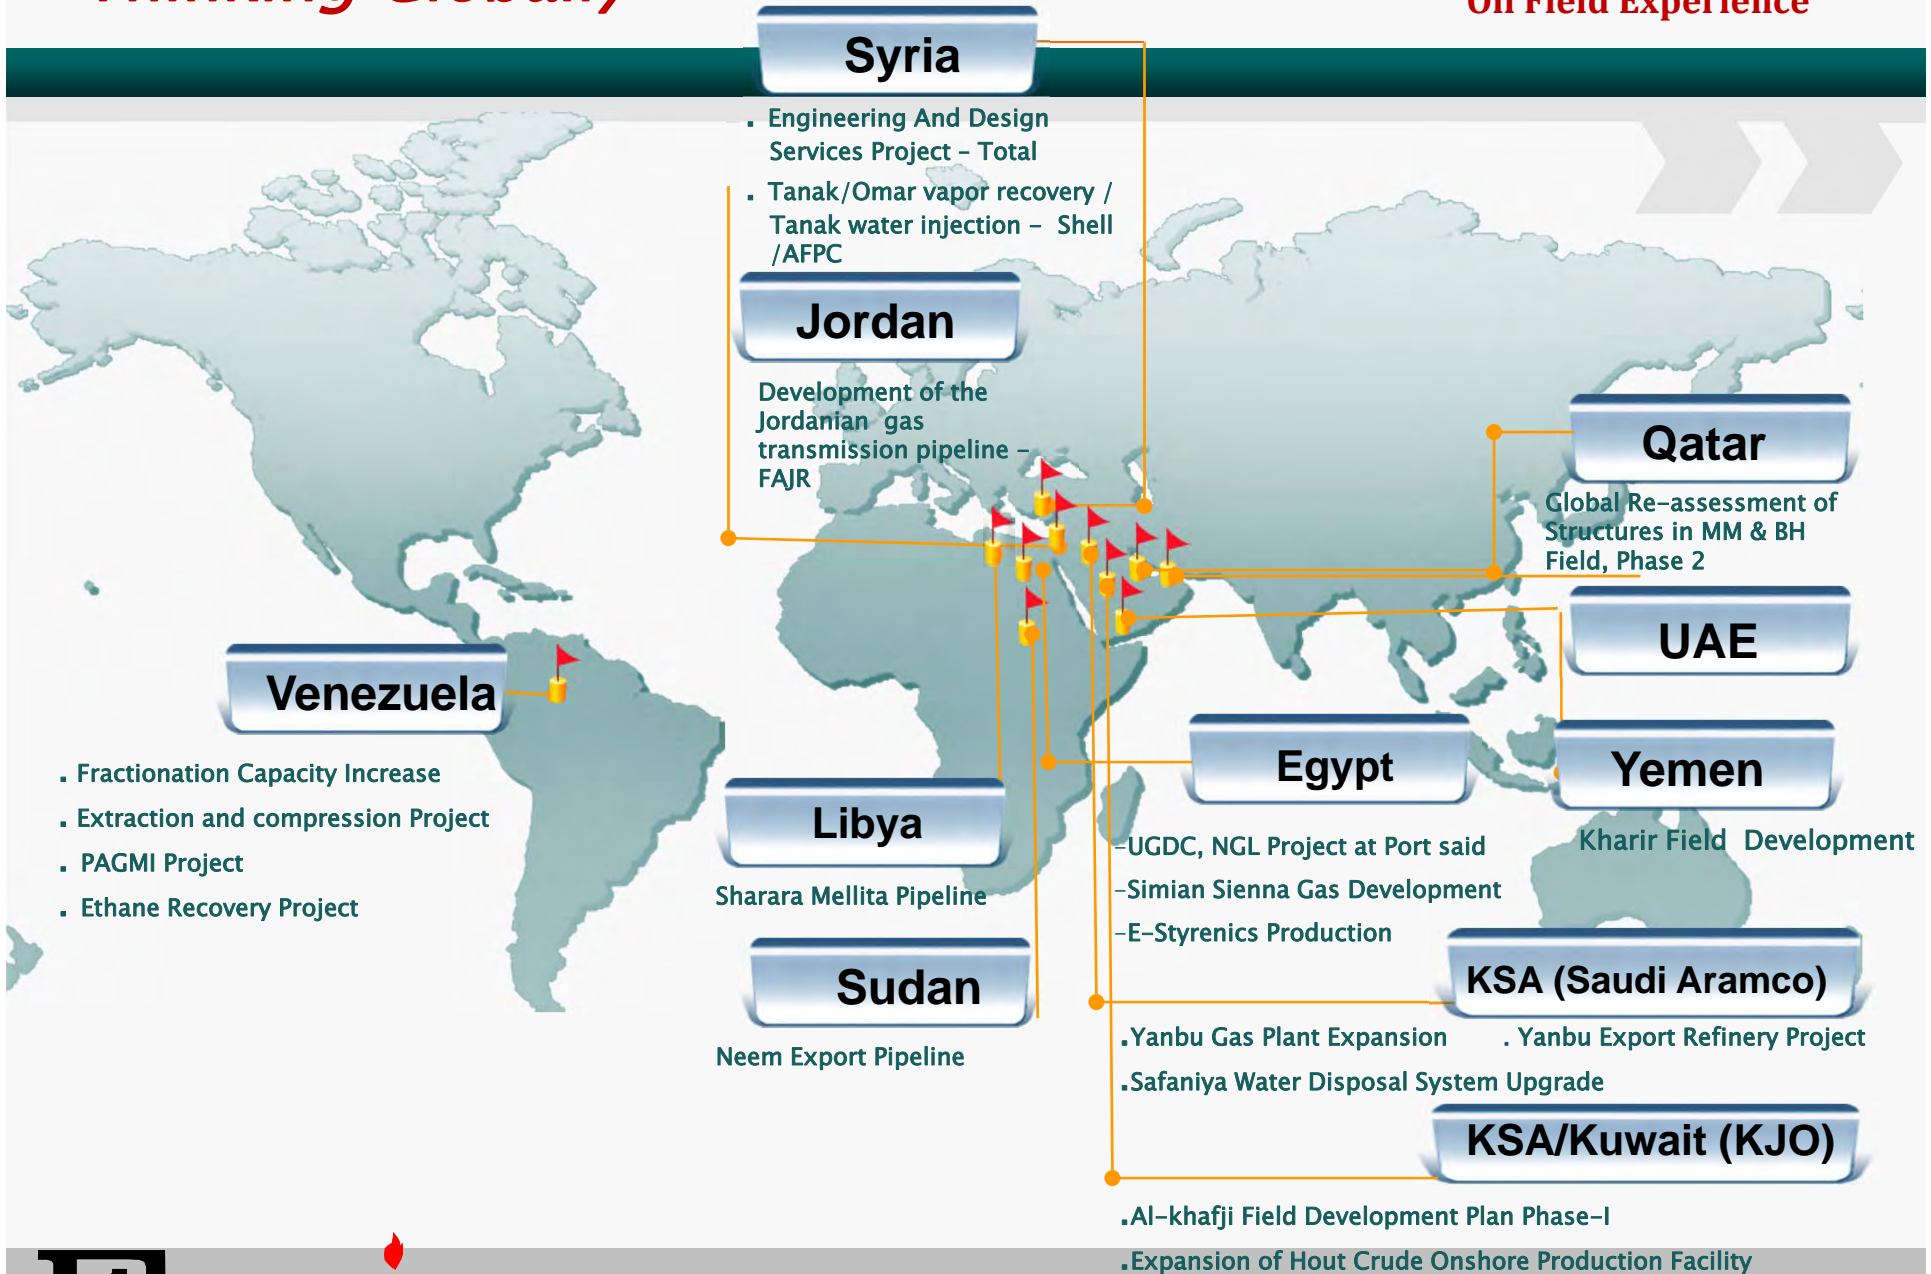 Thinking Globally
On Field Experience
Syria
. Engineering And Design
Services Project - Total
. Tanak/Omar vapor recovery /
Tanak water injection - Shell
/AFPC
Jordan
Development of the
Jordanian gas
transmission pipeline -
FAJR
Qatar
Global Re-assessment of
Structures in MM & BH
Field, Phase 2
UAE
Venezuela
. Fractionation Capacity Increase
. Extraction and compression Project
. PAGMI Project
. Ethane Recovery Project
Libya
Sharara Mellita Pipeline
Sudan
Neem Export Pipeline
Egypt
-UGDC, NGL Project at Port said
-Simian Sienna Gas Development
-E-Styrenics Production
Yemen
Kharir Field Development
KSA (Saudi Aramco)
.Yanbu Gas Plant Expansion . Yanbu Export Refinery Project
.Safaniya Water Disposal System Upgrade
KSA/Kuwait (KJO)
.Al-khafji Field Development Plan Phase-I
.Expansion of Hout Crude Onshore Production Facility